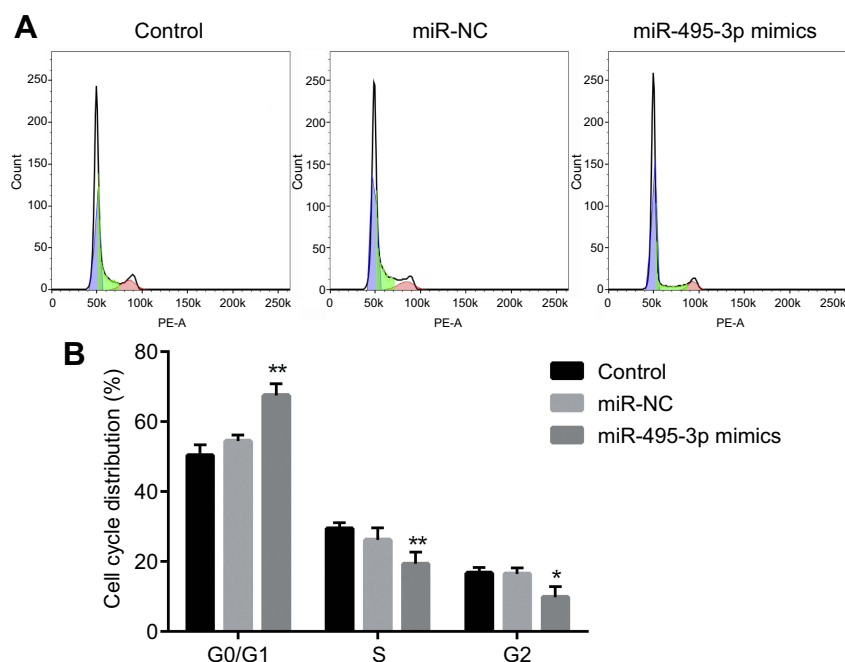 A
Control
miR-NC
miR-495-3p mimics
250
200
150
100
50
0
Count
0 50k 100k 150k 200k 250k
PE-A
250
200
150
100
50
0
Count
0 50k 100k 150k 200k 250k
PE-A
250
200
150
100
50
0
Count
0 50k 100k 150k 200k 250k
PE-A
B
80
60
40
20
0
Cell cycle distribution (%)
**
**
*
G0/G1 S G2
Control
miR-NC
miR-495-3p mimics